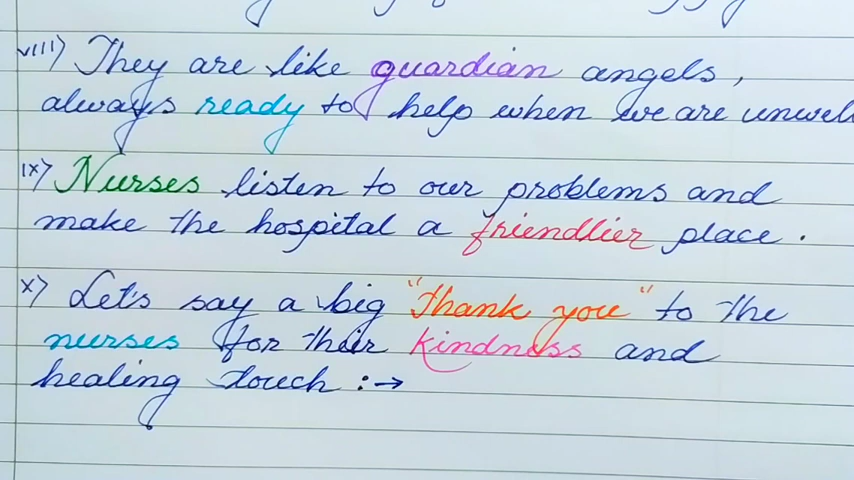 viii) They are like guardian angels,
always ready to help when we are unwell
ix) Nurses listen to our problems and
make the hospital a friendlier place.
x) Let's say a big "thank you" to the
nurses for their kindness and
healing touch :→